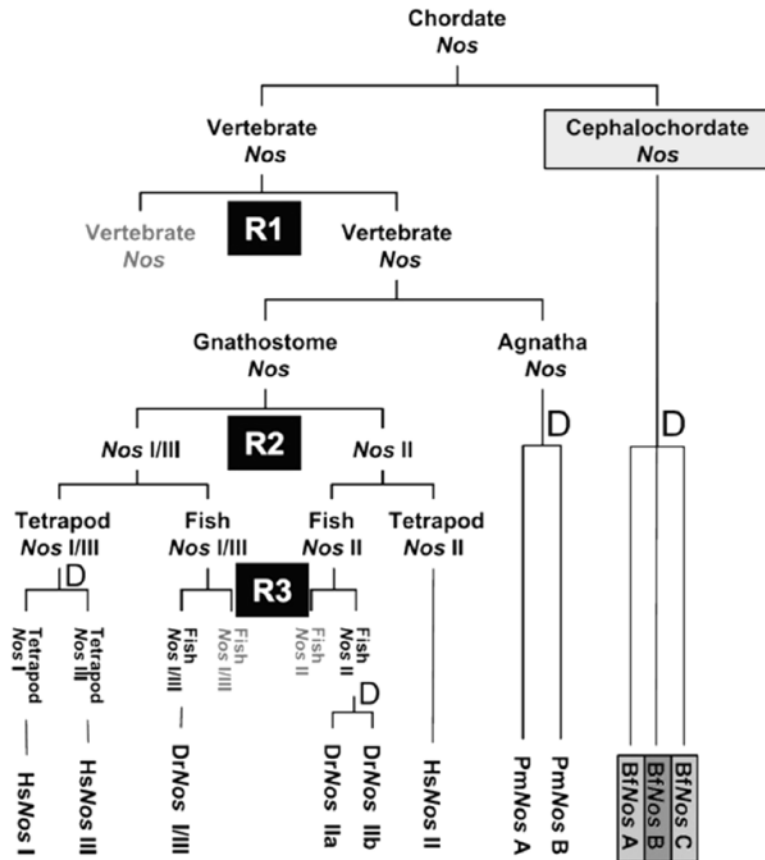 Chordate
Nos
Vertebrate
Nos
Cephalochordate
Nos
Vertebrate
Nos
R1
Vertebrate
Nos
Gnathostome
Nos
Agnatha
Nos
D
D
Nos I/III
R2
Nos II
Tetrapod
Nos I/III
Fish
Nos I/III
Fish
Nos II
Tetrapod
Nos II
D
R3
Tetrapod
Nos I
Tetrapod
Nos III
Fish
Nos I/III
Fish
Nos I/III
Fish
Nos II
Fish
Nos II
D
HsNos I
HsNos III
DrNos I/III
DrNos IIa
DrNos IIb
HsNos II
PmNos A
PmNos B
BfNos A
BfNos B
BfNos C